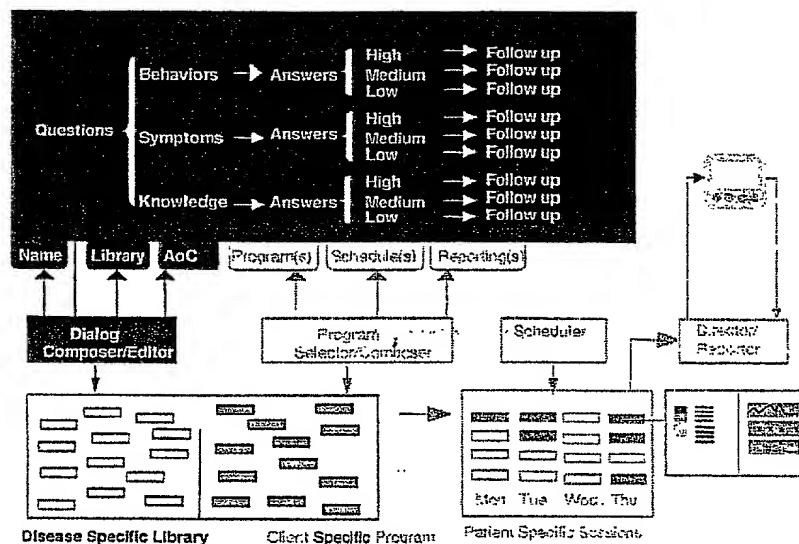 High Follow up
Behaviors Answers Medium Follow up
Low Follow up
High Follow up
Questions Symptoms Answers Medium Follow up
Low Follow up
High Follow up
Knowledge Answers Medium Follow up
Low Follow up
Name Library AoC Program(s) Schedule(s) Reporting(s)
Dialog
Composer/Editor
Program
Selector/Composer
Scheduler
Director/
Reporter
Mon Tue Wed. Thu
Disease Specific Library Client Specific Program Patient Specific Sessions